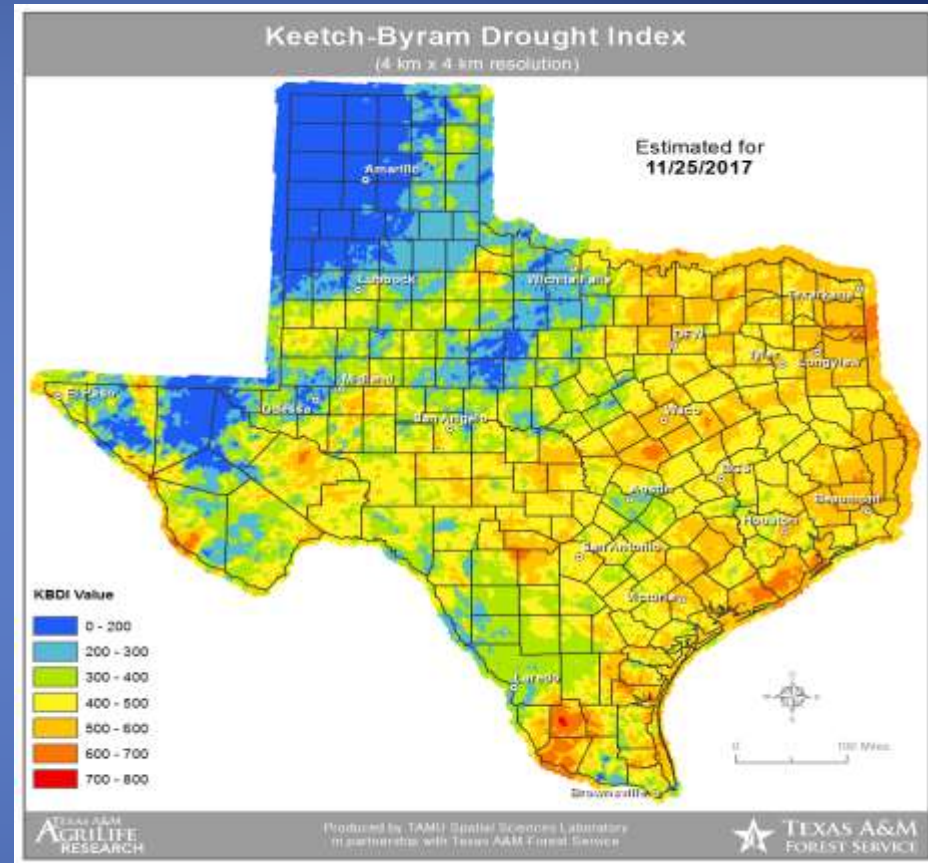 Keetch-Byram Drought Index
(4 km x 4 km resolution)
Estimated for
11/25/2017
Amarillo
Lubbock
Wichita Falls
Texarkana
DFW
Tyler
Longview
El Paso
Midland
Odessa
San Angelo
Waco
BCS
Austin
Beaumont
Houston
San Antonio
Victoria
Laredo
Brownsville
KBDI Value
0 - 200
200 - 300
300 - 400
400 - 500
500 - 600
600 - 700
700 - 800
0 100 Miles
TEXAS A&M
AGRILIFE
RESEARCH
Produced by TAMU Spatial Sciences Laboratory
in partnership with Texas A&M Forest Service
TEXAS A&M
FOREST SERVICE